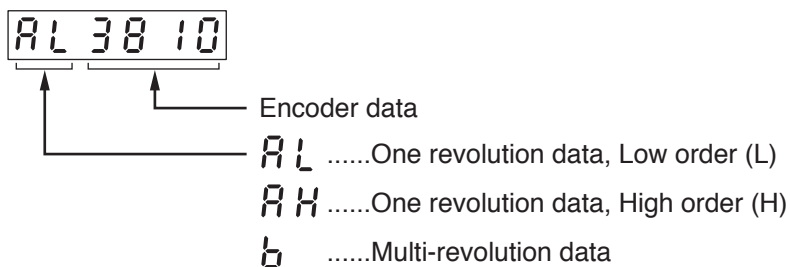 AL 3810
Encoder data
AL ......One revolution data, Low order (L)
AH ......One revolution data, High order (H)
b ......Multi-revolution data